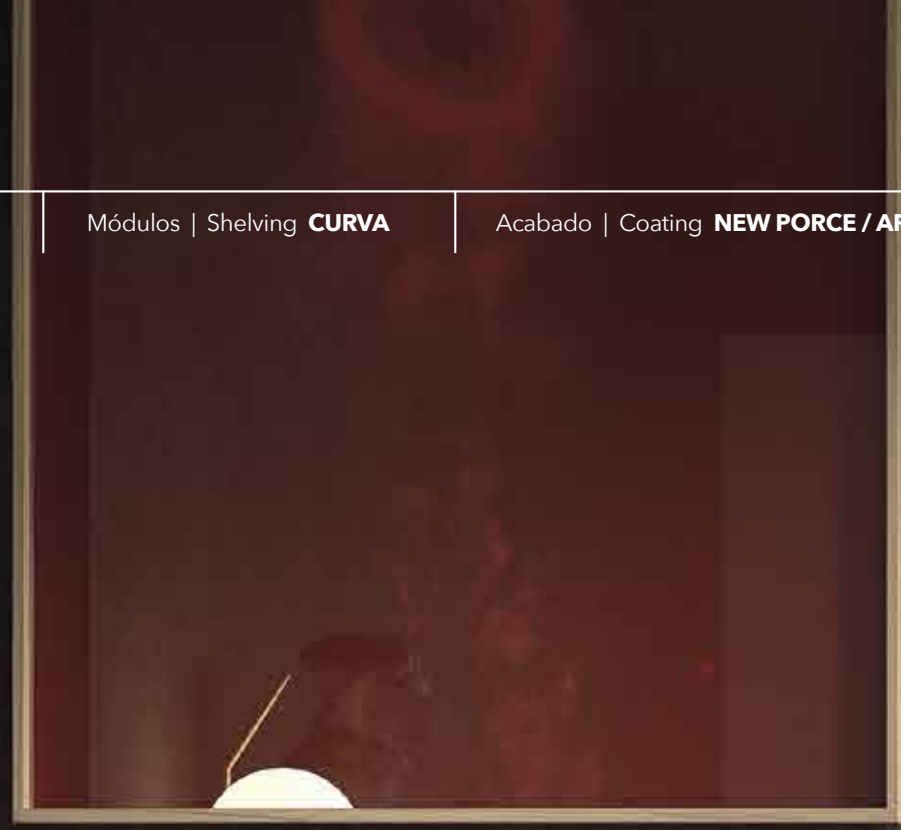 Módulos | Shelving CURVA
Acabado | Coating NEW PORCE /